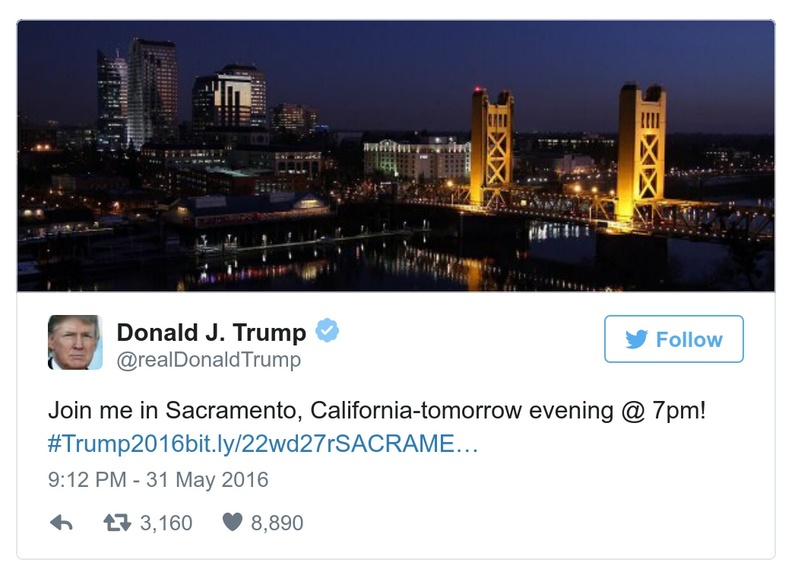 Donald J. Trump
@realDonaldTrump
Follow
Join me in Sacramento, California-tomorrow evening @ 7pm!
#Trump2016bit.ly/22wd27rSACRAME…
9:12 PM - 31 May 2016
3,160 8,890